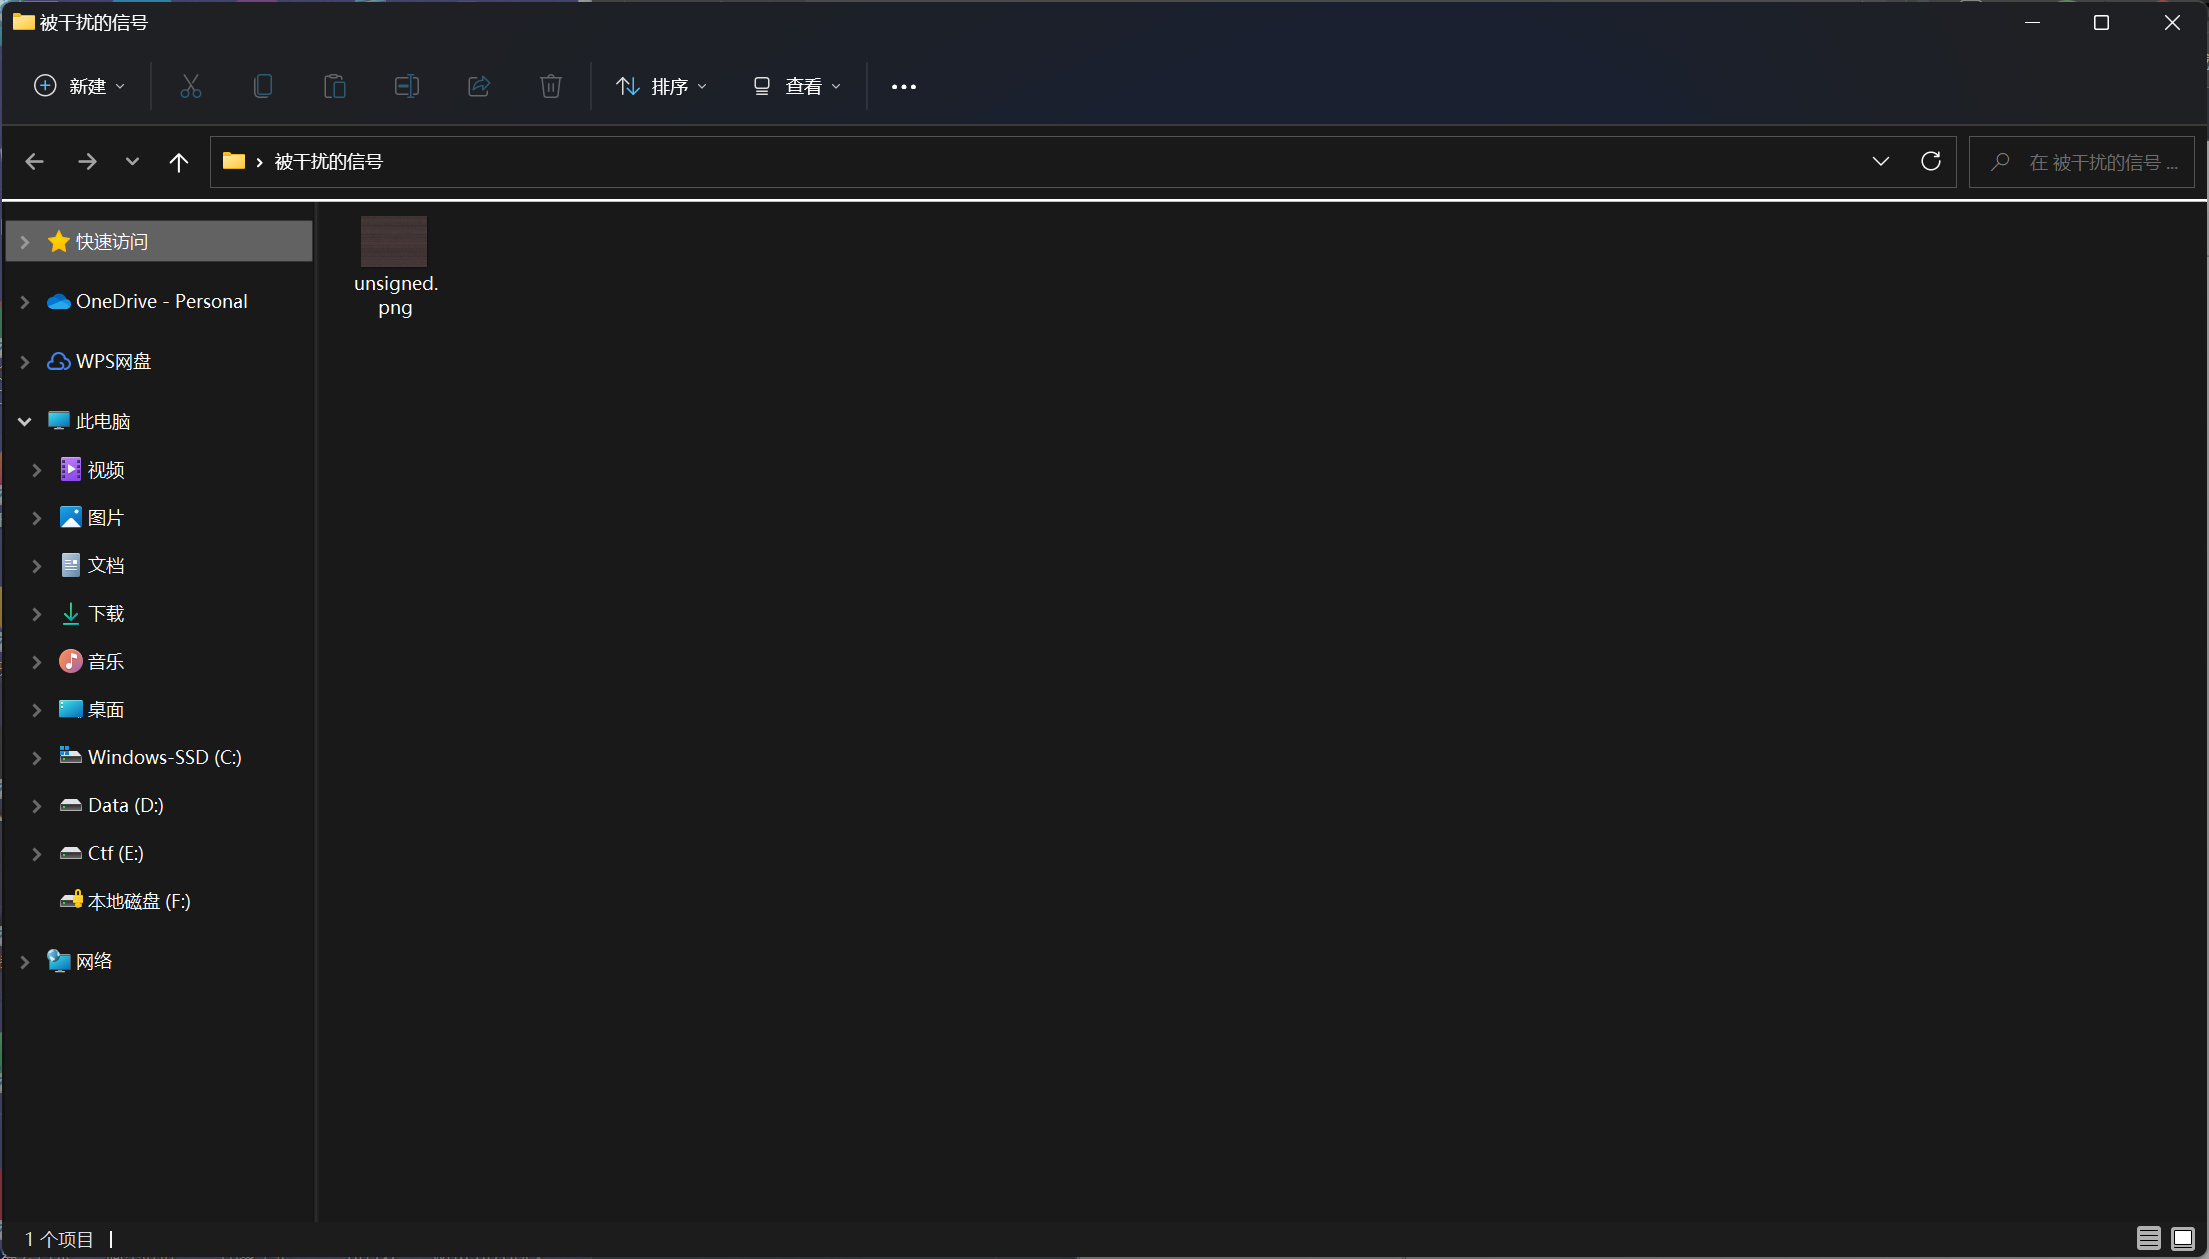 被干扰的信号
新建
排序
查看
被干扰的信号
在 被干扰的信号 ...
快速访问
OneDrive - Personal
WPS网盘
此电脑
视频
图片
文档
下载
音乐
桌面
Windows-SSD (C:)
Data (D:)
Ctf (E:)
本地磁盘 (F:)
网络
unsigned.
png
1 个项目